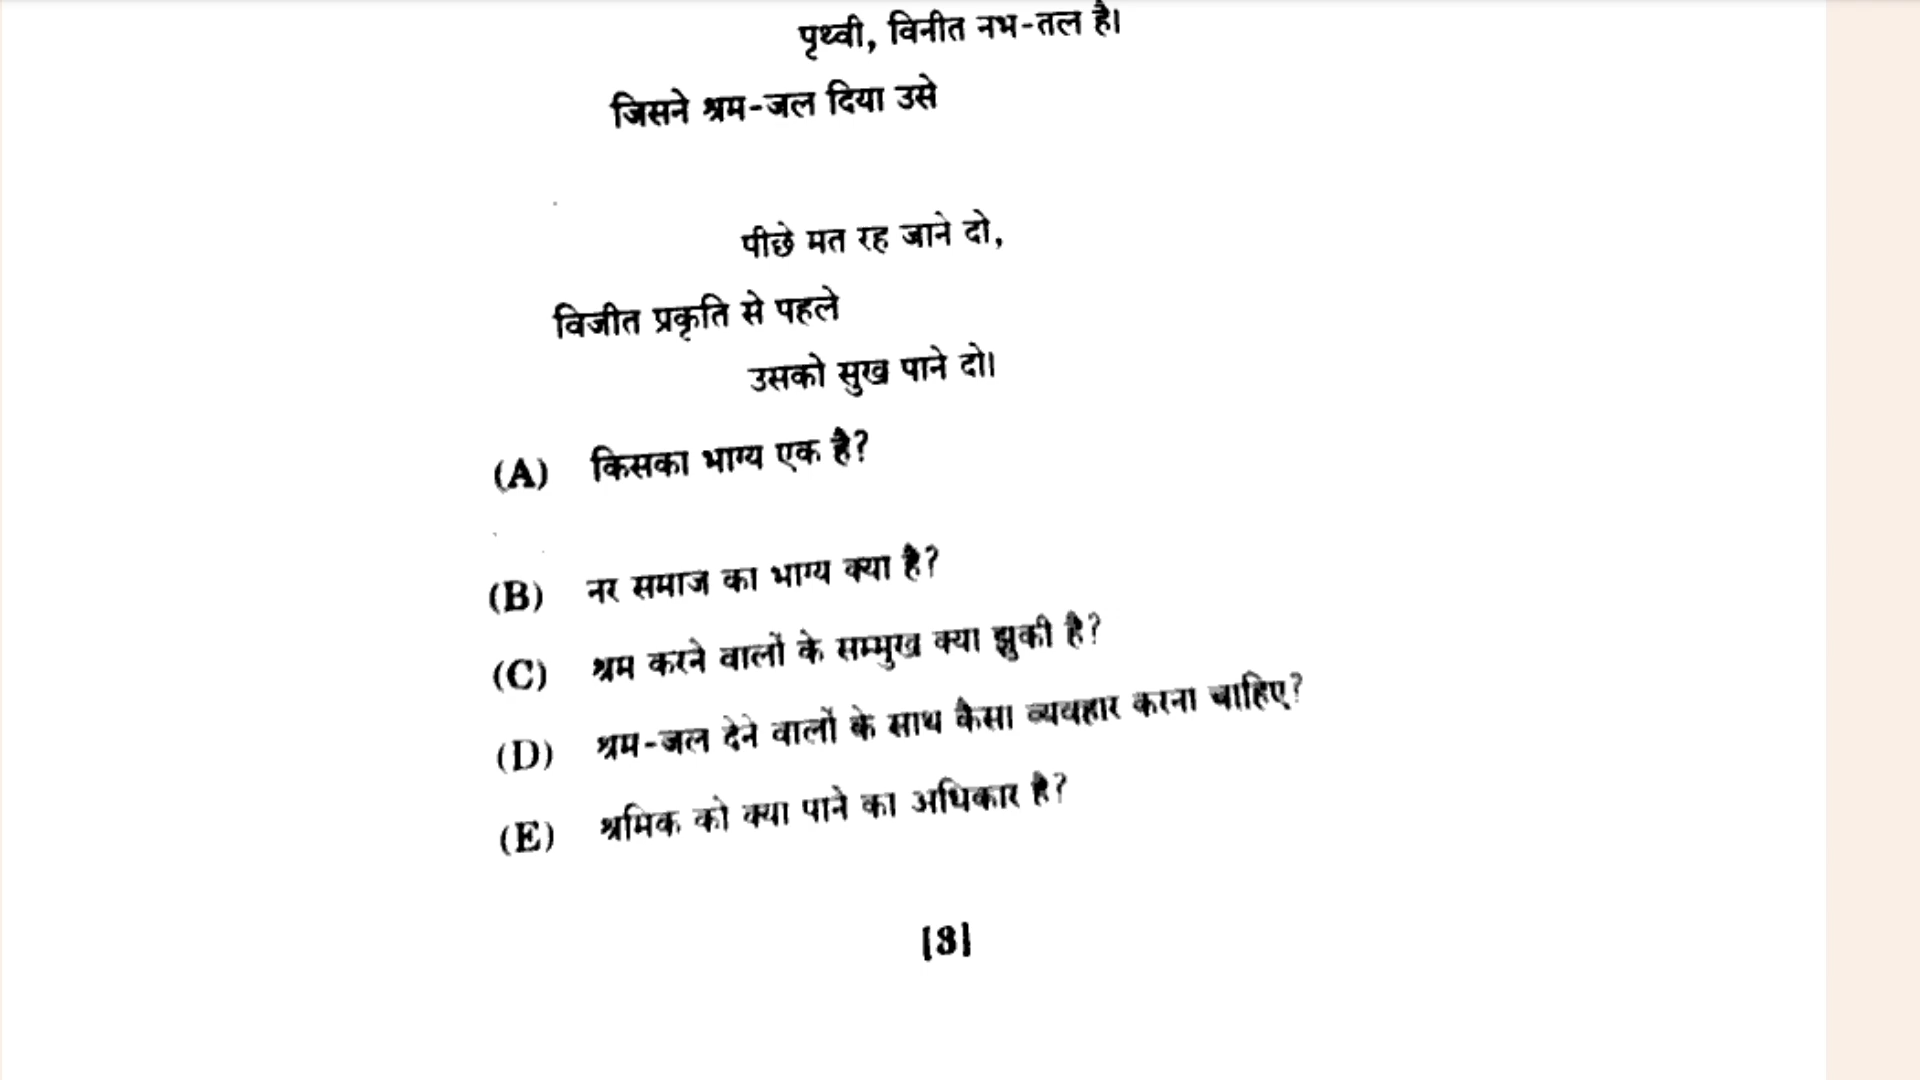 पृथ्वी, विनीत नभ-तल है।
जिसने श्रम-जल दिया उसे
पीछे मत रह जाने दो,
विजीत प्रकृति से पहले
उसको सुख पाने दो।
(A) किसका भाग्य एक है?
(B) नर समाज का भाग्य क्या है?
(C) श्रम करने वालों के सम्मुख क्या झुकी है?
(D) श्रम-जल देने वालों के साथ कैसा व्यवहार करना चाहिए?
(E) श्रमिक को क्या पाने का अधिकार है?
[3]